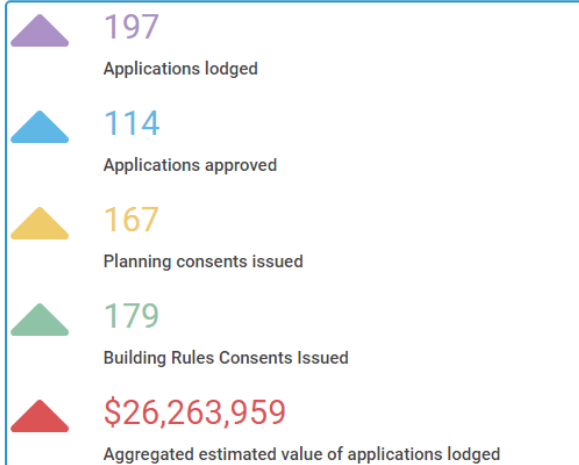 197
Applications lodged
114
Applications approved
167
Planning consents issued
179
Building Rules Consents Issued
$26,263,959
Aggregated estimated value of applications lodged